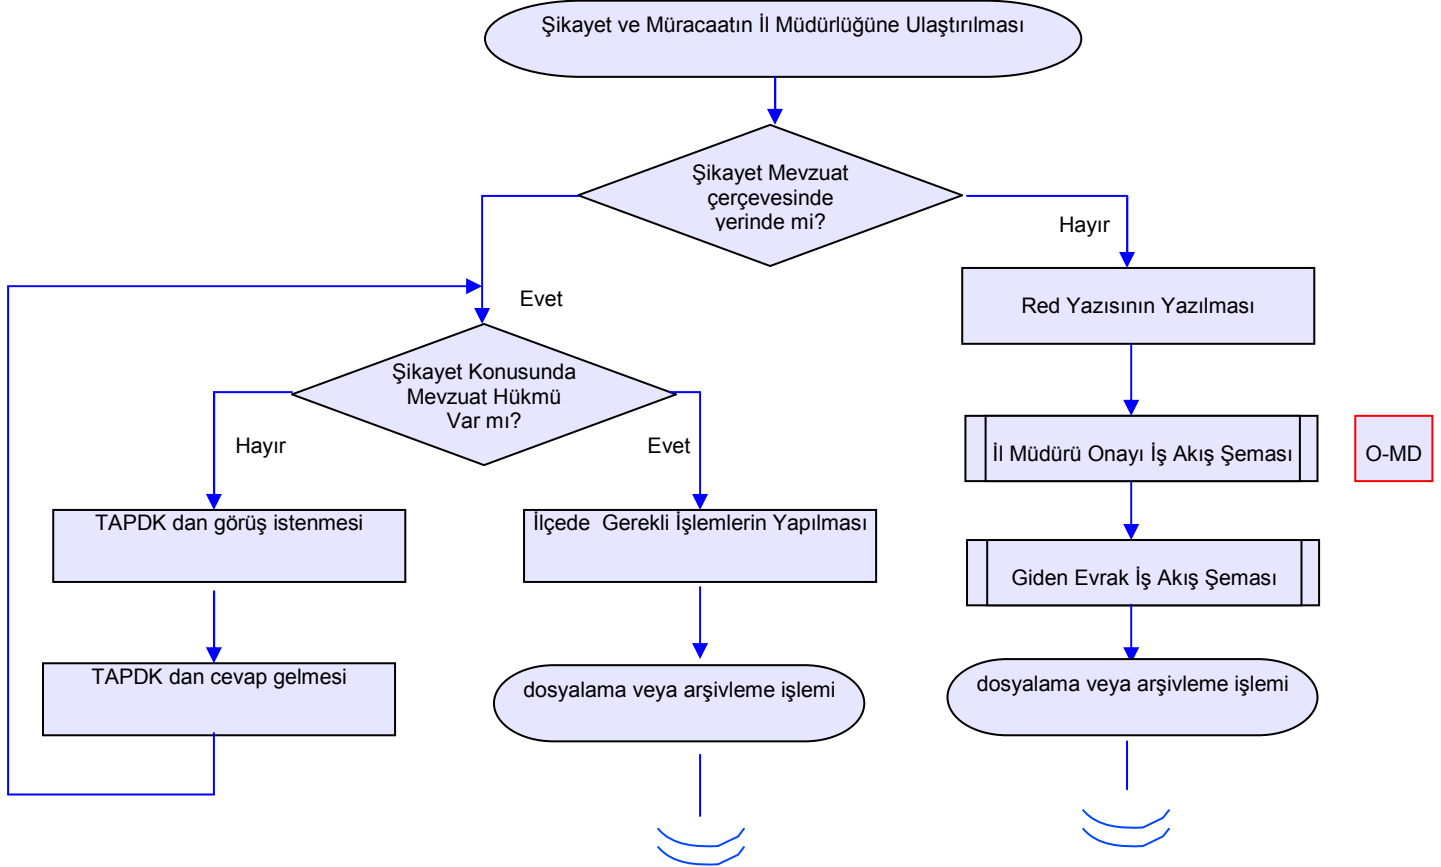 Şikayet ve Müracaatın İl Müdürlüğüne Ulaştırılması
Şikayet Mevzuat
çerçevesinde
yerinde mi?
Hayır
Evet
Red Yazısının Yazılması
Şikayet Konusunda
Mevzuat Hükmü
Var mı?
Hayır
Evet
İl Müdürü Onayı İş Akış Şeması
O-MD
TAPDK dan görüş istenmesi
İlçede Gerekli İşlemlerin Yapılması
Giden Evrak İş Akış Şeması
TAPDK dan cevap gelmesi
dosyalama veya arşivleme işlemi
dosyalama veya arşivleme işlemi